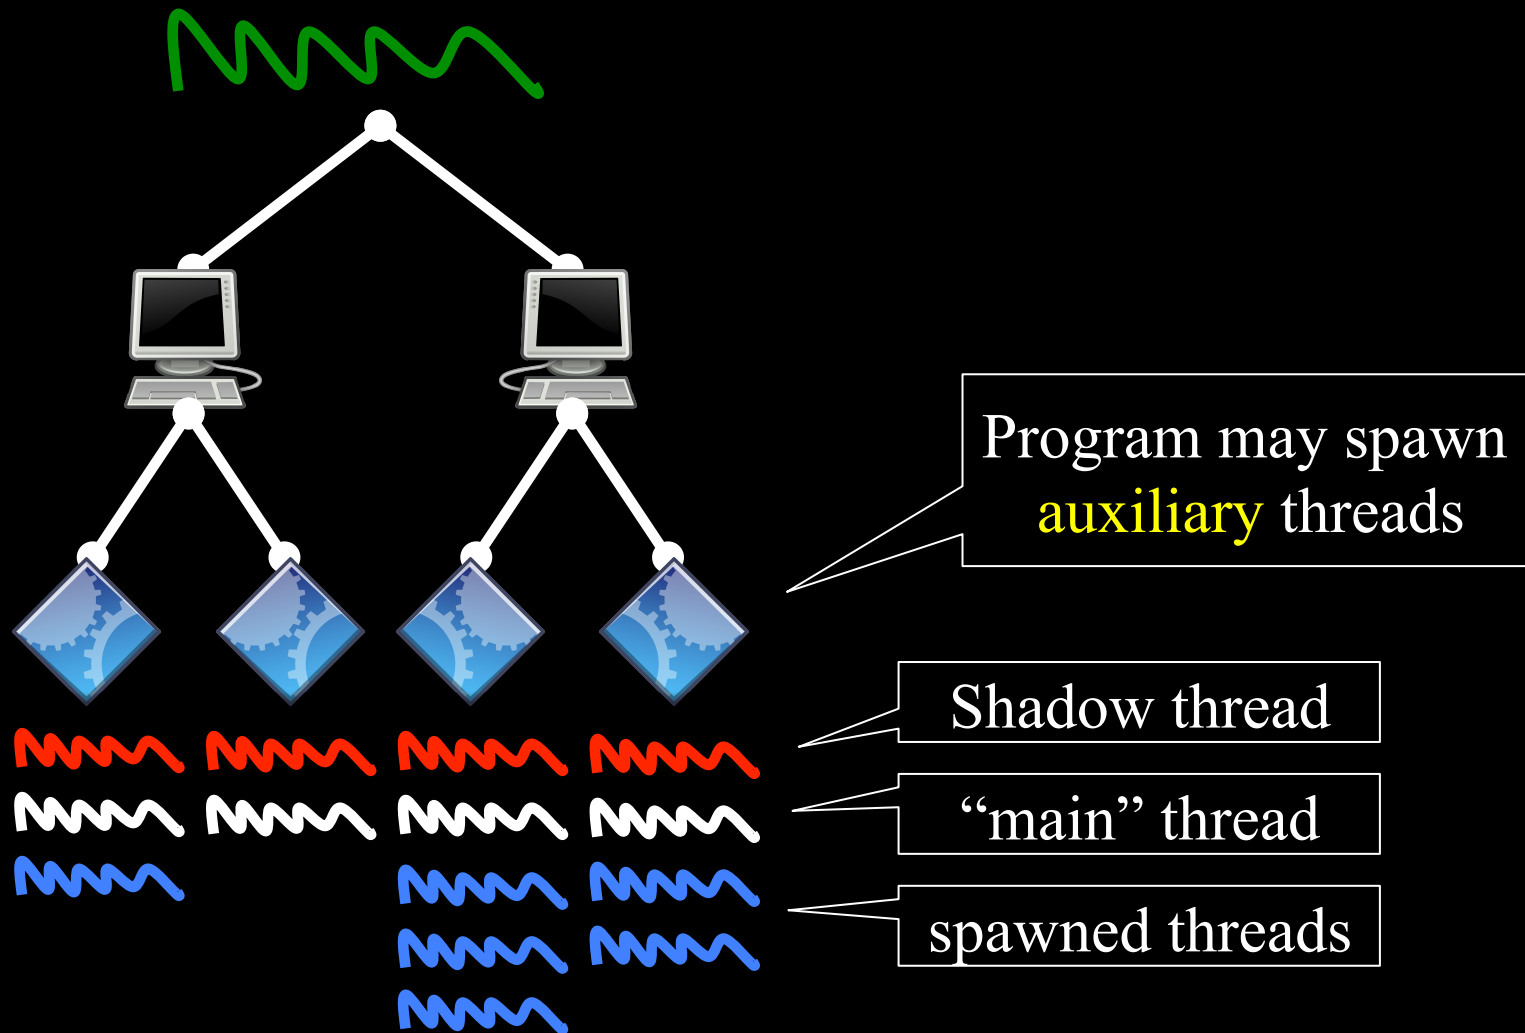 Program may spawn
auxiliary threads
Shadow thread
“main” thread
spawned threads